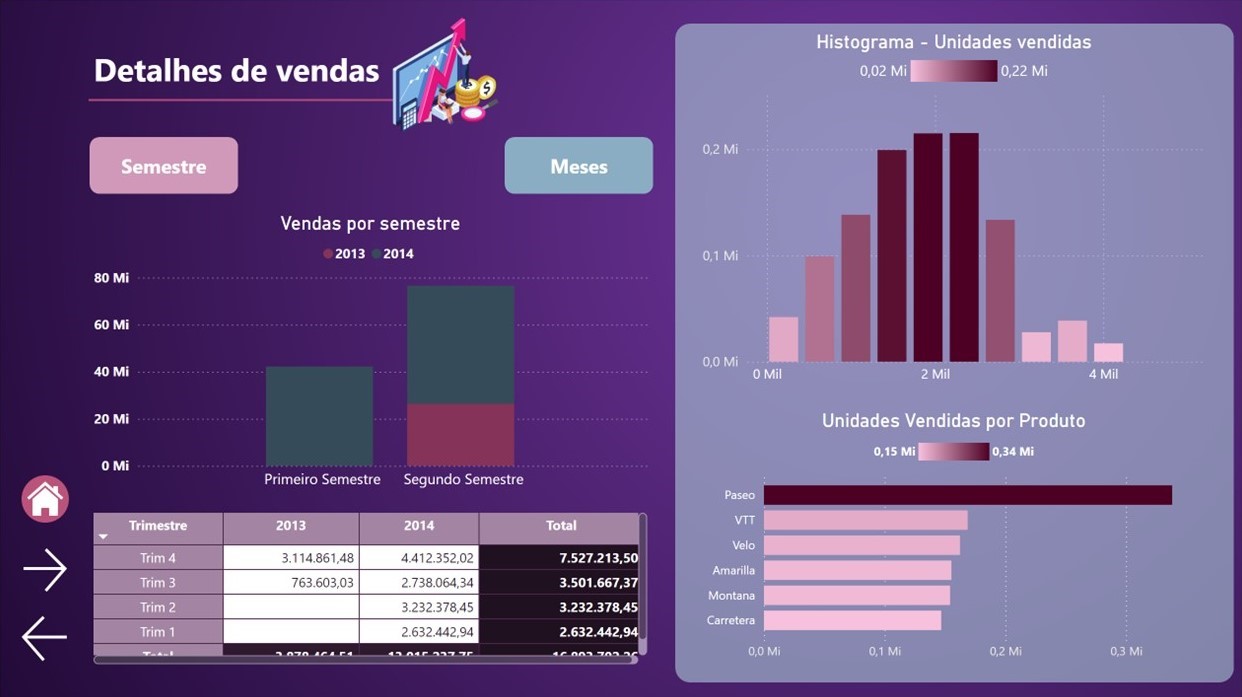 Detalhes de vendas
Semestre
Meses
Vendas por semestre
2013 2014
80 Mi
60 Mi
40 Mi
20 Mi
0 Mi
Primeiro Semestre Segundo Semestre
Trimestre 2013 2014 Total
Trim 4 3.114.861,48 4.412.352,02 7.527.213,50
Trim 3 763.603,03 2.738.064,34 3.501.667,37
Trim 2 3.232.378,45 3.232.378,45
Trim 1 2.632.442,94 2.632.442,94
Total
Histograma - Unidades vendidas
0,02 Mi 0,22 Mi
0,2 Mi
0,1 Mi
0,0 Mi
0 Mil 2 Mil 4 Mil
Unidades Vendidas por Produto
0,15 Mi 0,34 Mi
Paseo
VTT
Velo
Amarilla
Montana
Carretera
0,0 Mi 0,1 Mi 0,2 Mi 0,3 Mi